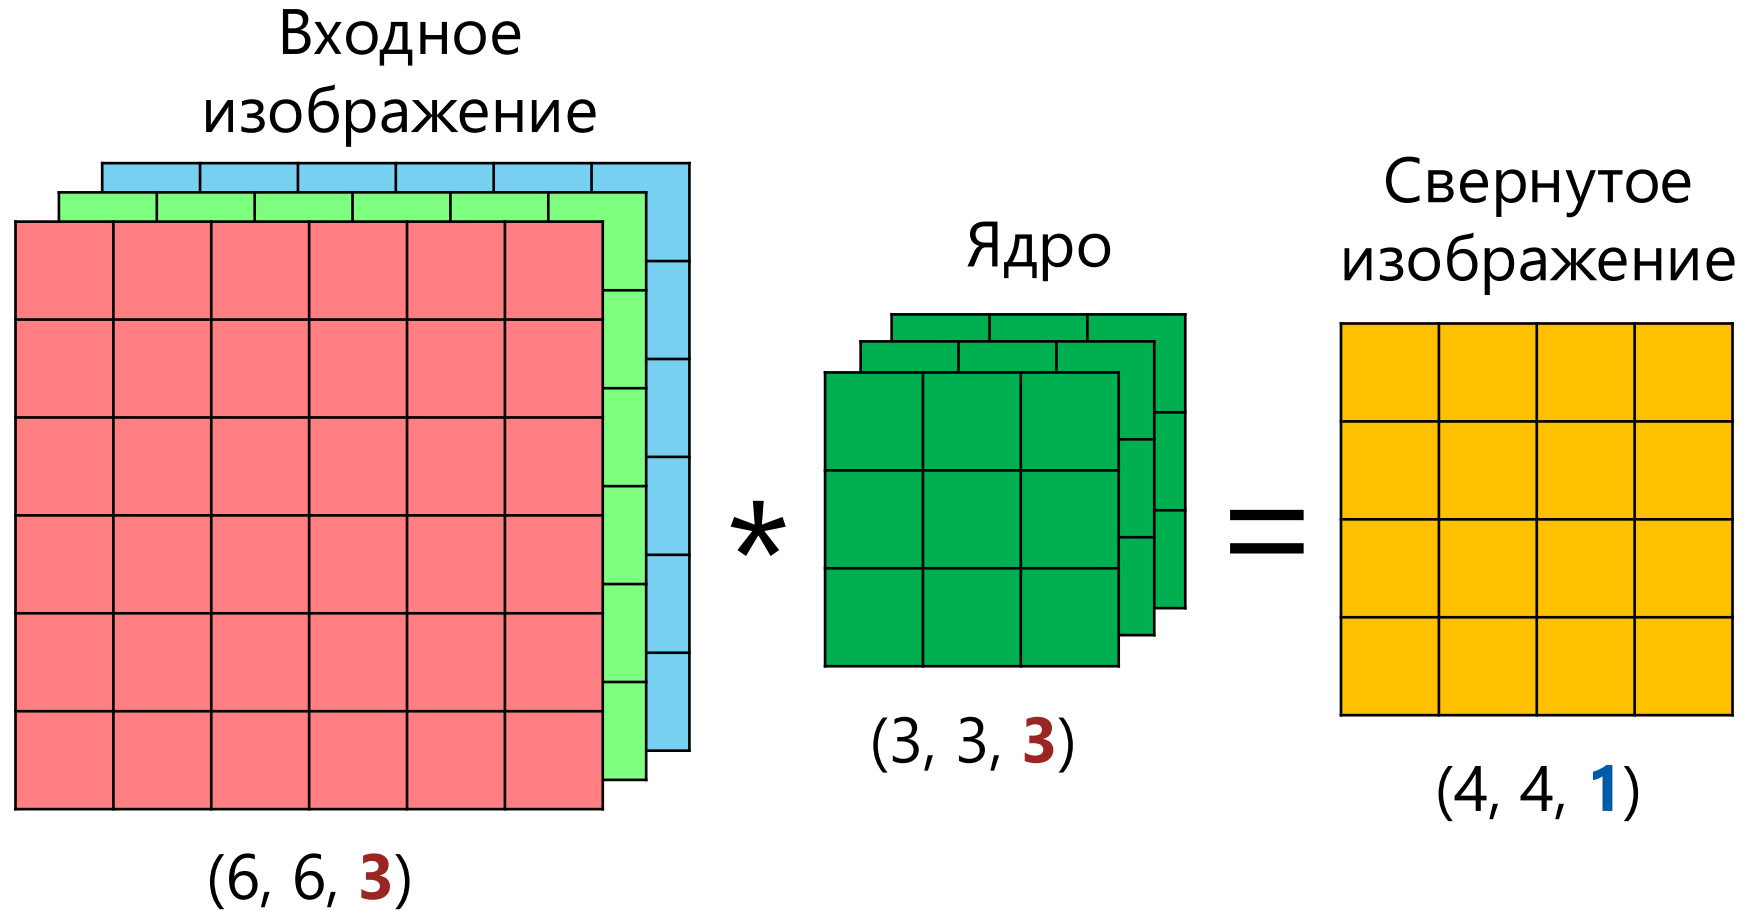 Входное
изображение
(6, 6, 3)
*
Ядро
(3, 3, 3)
=
Свернутое
изображение
(4, 4, 1)